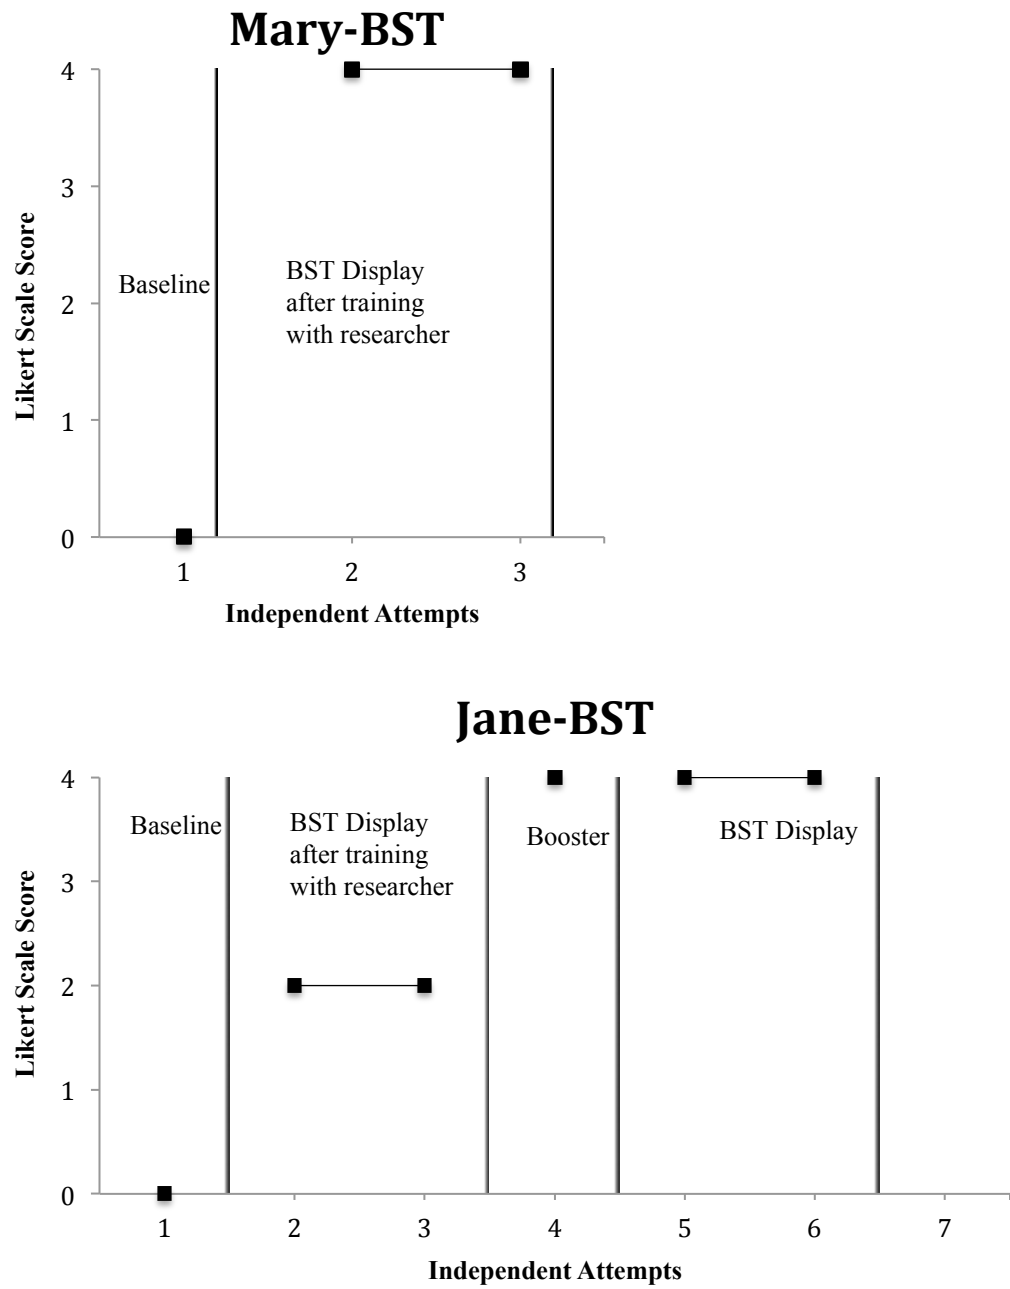 Mary-BST
4
3
2
1
0
Likert Scale Score
Baseline
BST Display
after training
with researcher
1 2 3
Independent Attempts
Jane-BST
4
3
2
1
0
Likert Scale Score
Baseline
BST Display
after training
with researcher
Booster
BST Display
1 2 3 4 5 6 7
Independent Attempts